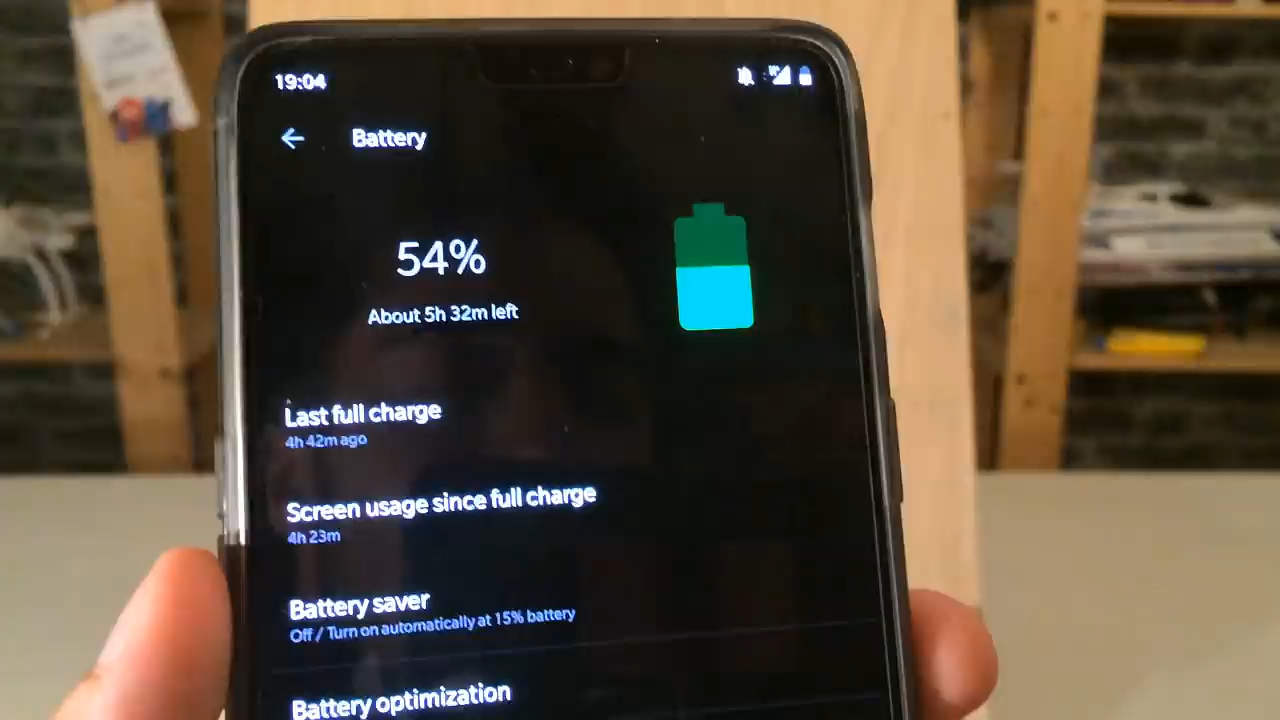 19:04
Battery
54%
About 5h 32m left
Last full charge
4h 42m ago
Screen usage since full charge
4h 23m
Battery saver
Off / Turn on automatically at 15% battery
Battery optimization